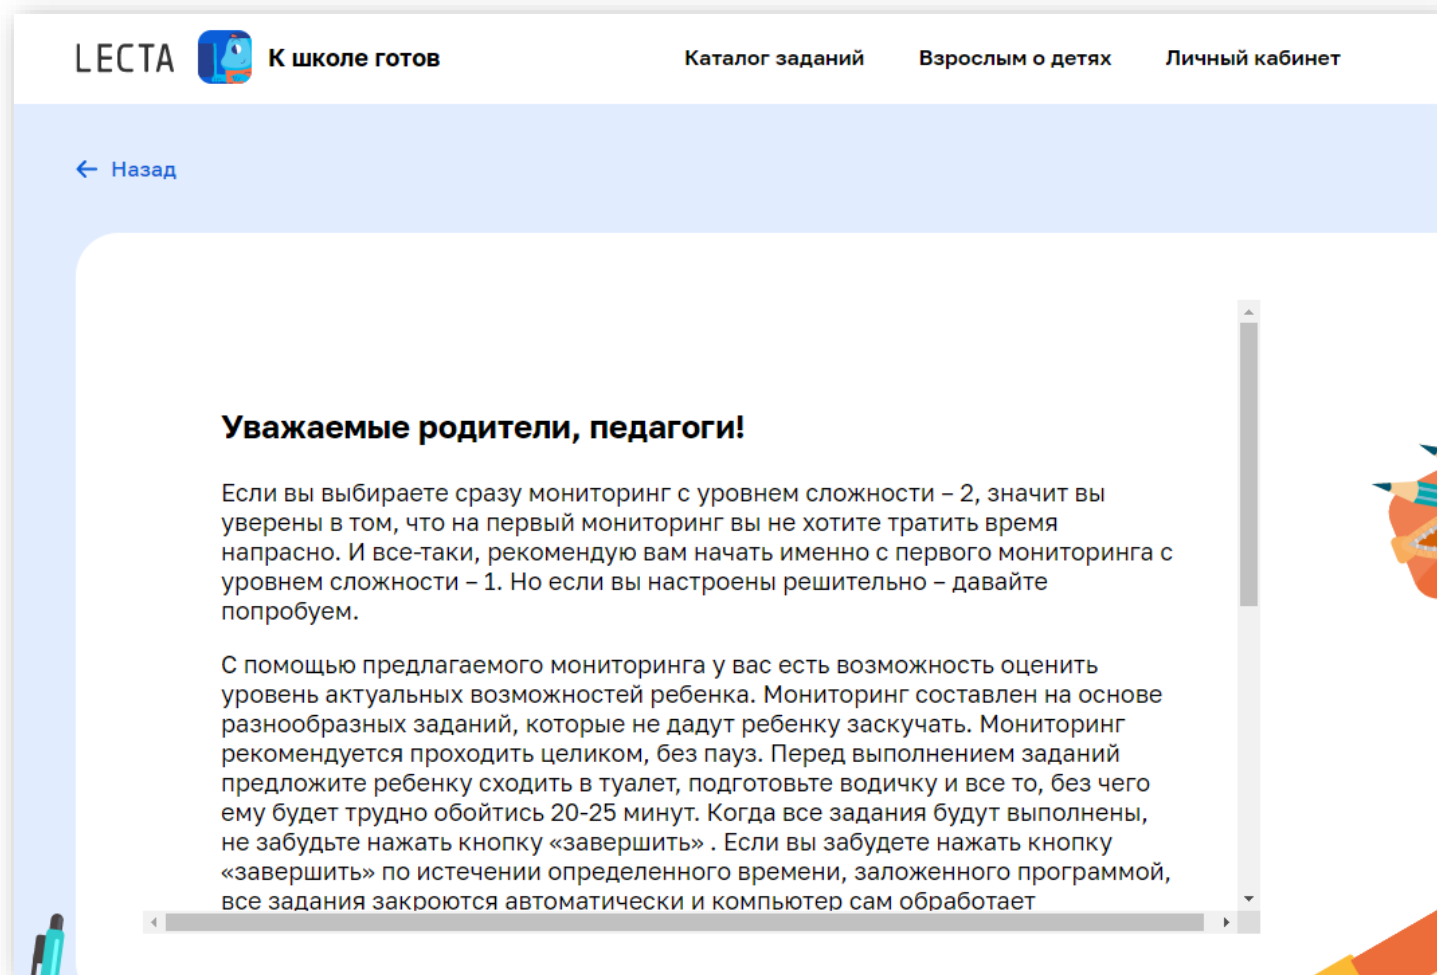 LECTA К школе готов Каталог заданий Взрослым о детях Личный кабинет
← Назад
Уважаемые родители, педагоги!
Если вы выбираете сразу мониторинг с уровнем сложности – 2, значит вы
уверены в том, что на первый мониторинг вы не хотите тратить время
напрасно. И все-таки, рекомендую вам начать именно с первого мониторинга с
уровнем сложности – 1. Но если вы настроены решительно – давайте
попробуем.
С помощью предлагаемого мониторинга у вас есть возможность оценить
уровень актуальных возможностей ребенка. Мониторинг составлен на основе
разнообразных заданий, которые не дадут ребенку заскучать. Мониторинг
рекомендуется проходить целиком, без пауз. Перед выполнением заданий
предложите ребенку сходить в туалет, подготовьте водичку и все то, без чего
ему будет трудно обойтись 20-25 минут. Когда все задания будут выполнены,
не забудьте нажать кнопку «завершить» . Если вы забудете нажать кнопку
«завершить» по истечении определенного времени, заложенного программой,
все задания закроются автоматически и компьютер сам обработает